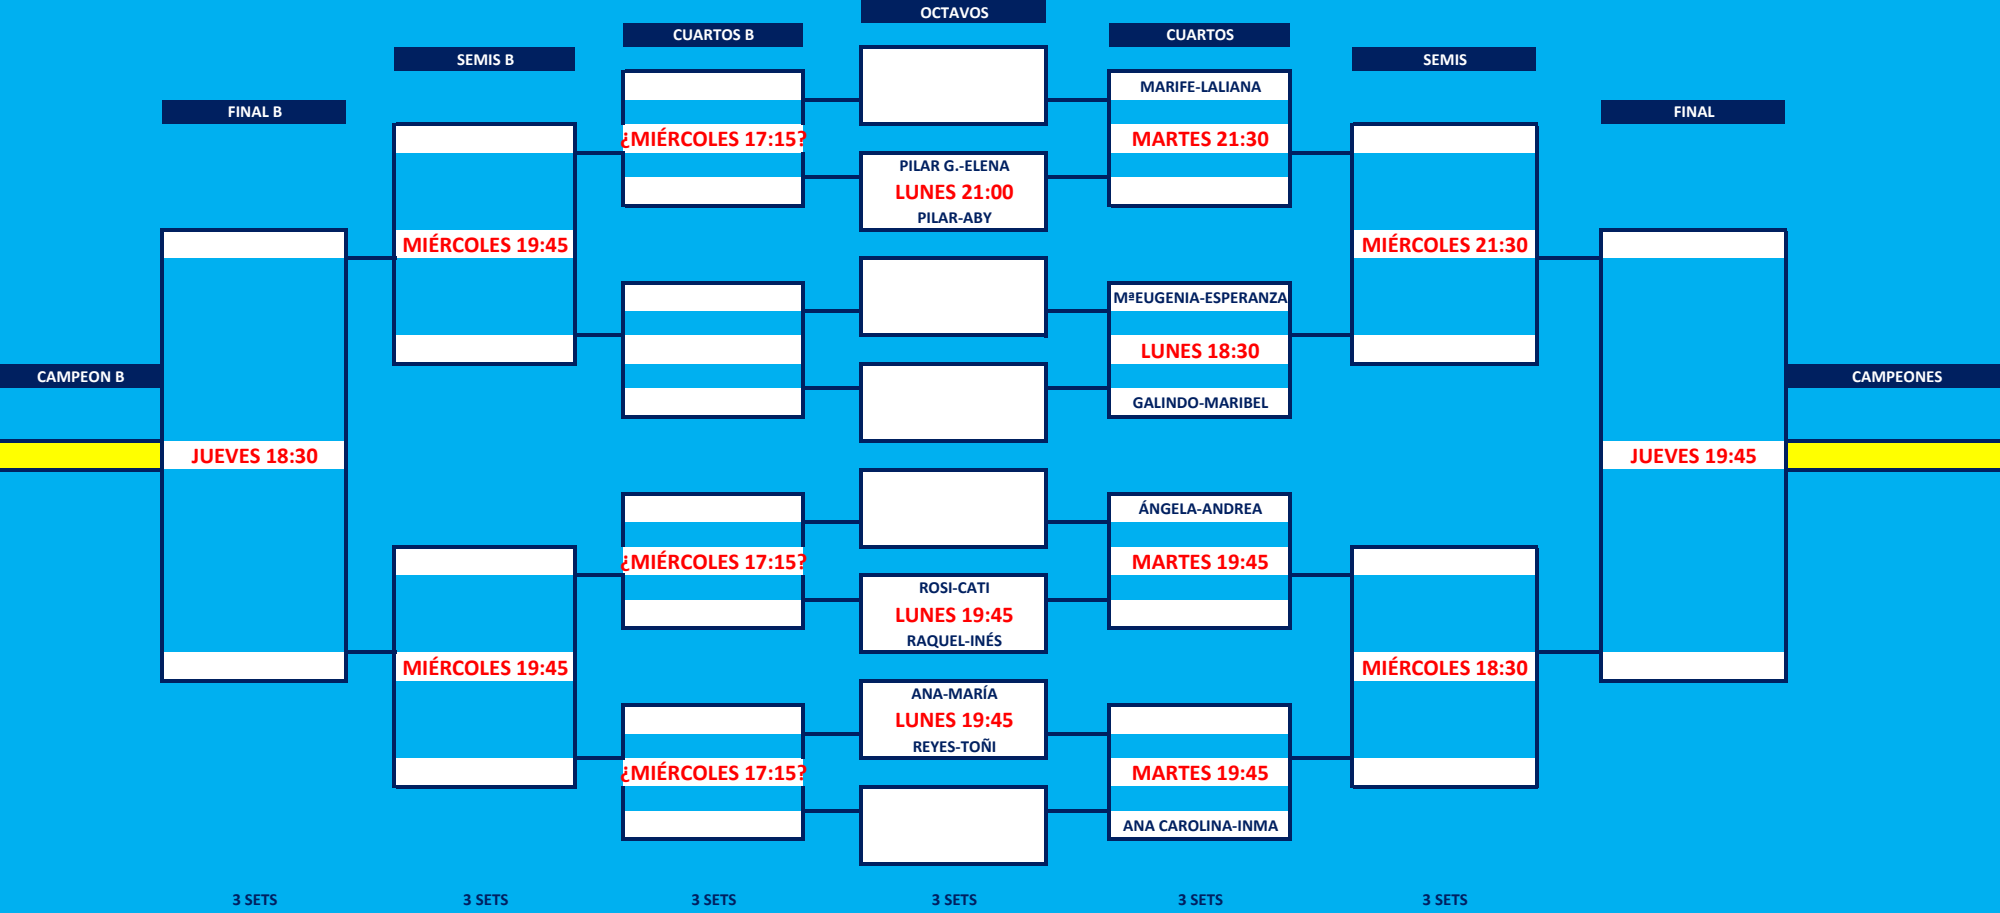 OCTAVOS
CUARTOS B
CUARTOS
SEMIS B
SEMIS
MARIFE-LALIANA
FINAL B
FINAL
¿MIÉRCOLES 17:15?
MARTES 21:30
PILAR G.-ELENA
LUNES 21:00
PILAR-ABY
MIÉRCOLES 19:45
MIÉRCOLES 21:30
MªEUGENIA-ESPERANZA
LUNES 18:30
CAMPEON B
CAMPEONES
GALINDO-MARIBEL
JUEVES 18:30
JUEVES 19:45
ÁNGELA-ANDREA
¿MIÉRCOLES 17:15?
MARTES 19:45
ROSI-CATI
LUNES 19:45
RAQUEL-INÉS
MIÉRCOLES 19:45
MIÉRCOLES 18:30
ANA-MARÍA
LUNES 19:45
REYES-TOÑI
¿MIÉRCOLES 17:15?
MARTES 19:45
ANA CAROLINA-INMA
3 SETS
3 SETS
3 SETS
3 SETS
3 SETS
3 SETS